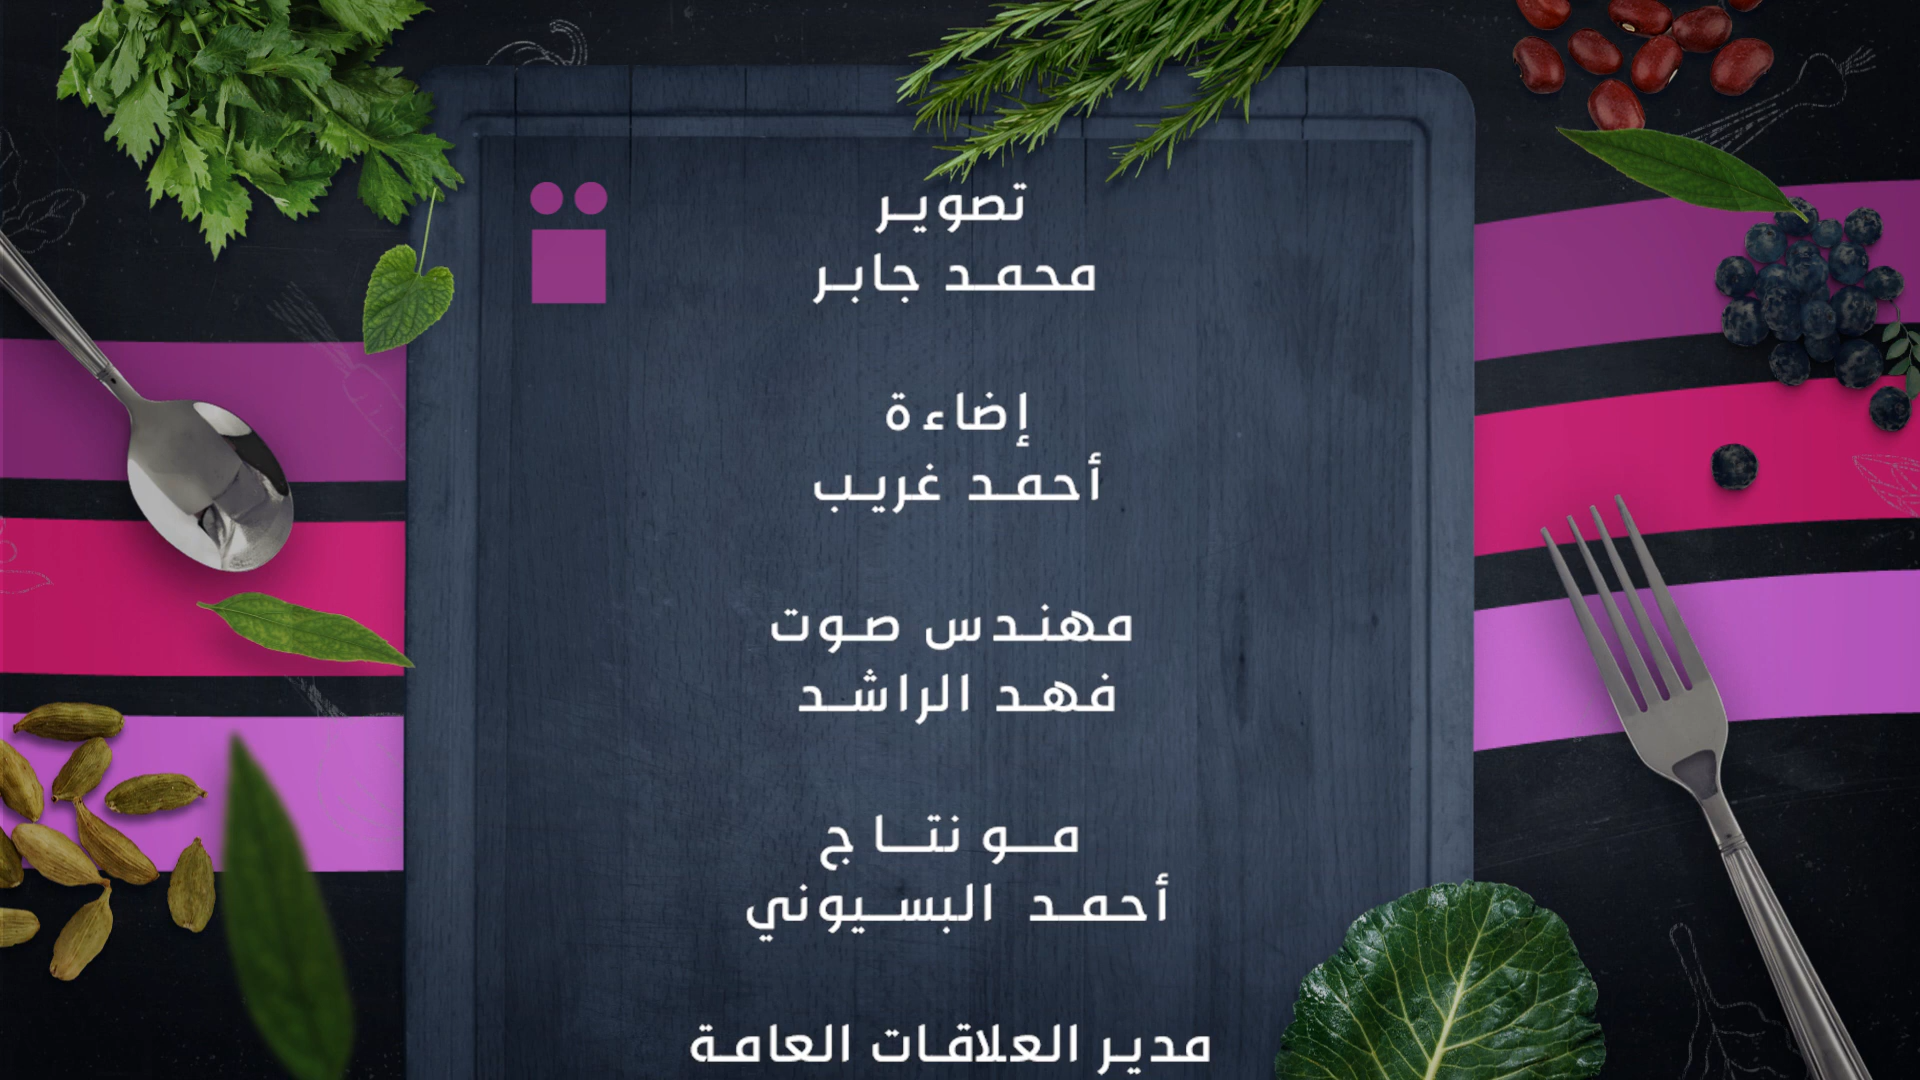 تصوير
محمد جابر
إضاءة
أحمد غريب
مهندس صوت
فهد الراشد
مونتاج
أحمد البسيوني
مدير العلاقات العامة